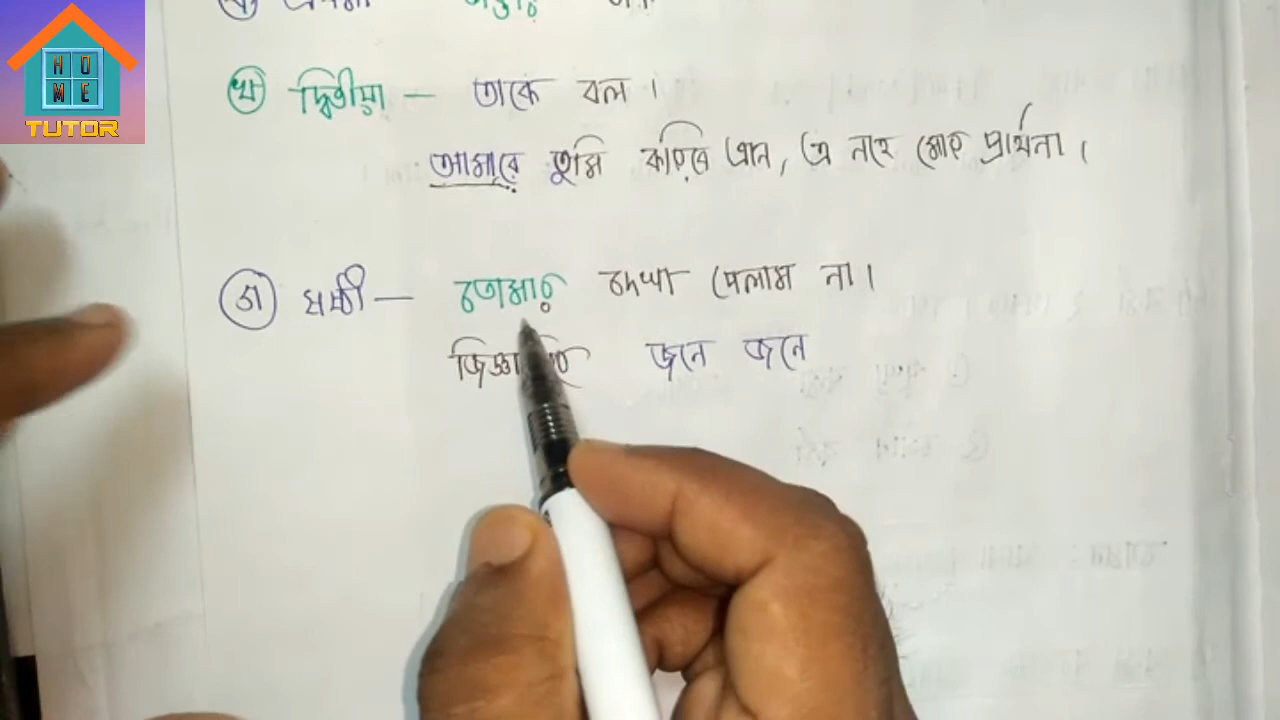 HOME
TUTOR
খ দ্বিতীয়া — তাকে বল ।
আমারে তুমি করিবে ত্রান, এ নহে মোর প্রার্থনা ।
ষষ্ঠী — তোমার দেখা পেলাম না ।
জনে জনে